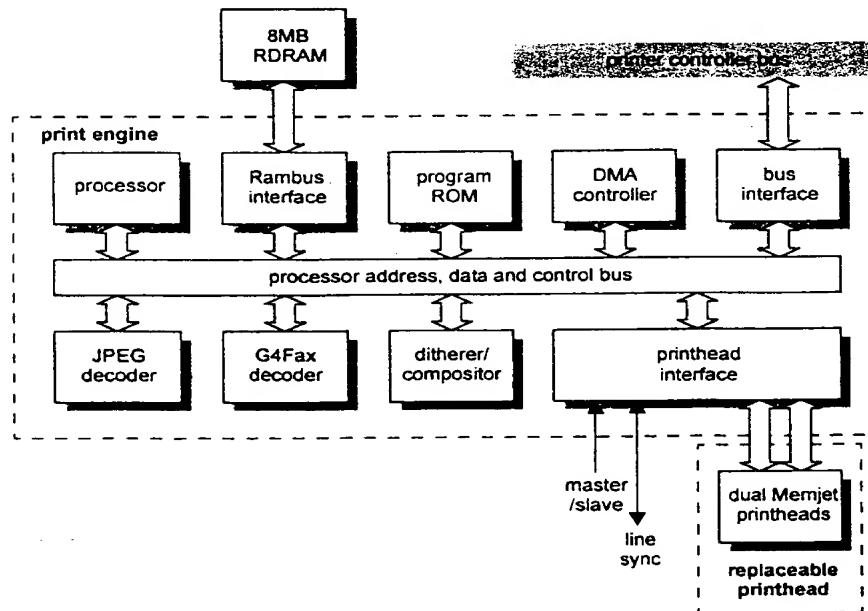 8MB
RDRAM
printer controller bus
print engine
processor
Rambus
interface
program
ROM
DMA
controller
bus
interface
processor address, data and control bus
JPEG
decoder
G4Fax
decoder
ditherer/
compositor
printhead
interface
master
/slave
line
sync
dual Memjet
printheads
replaceable
printhead